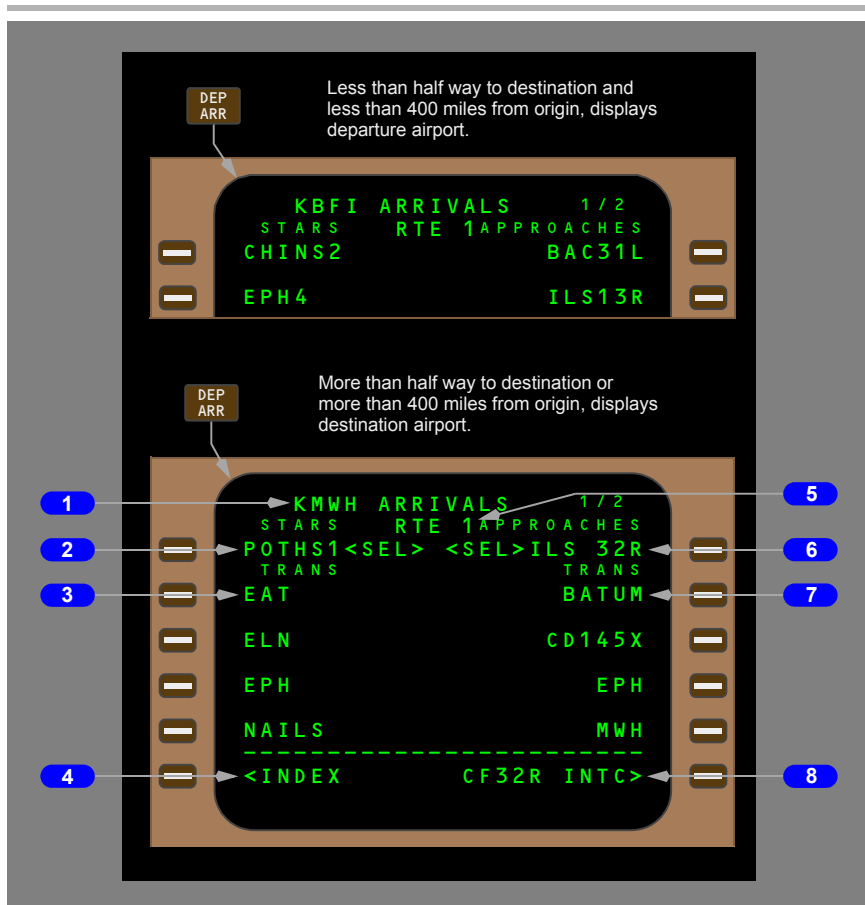 DEP
ARR
Less than half way to destination and
less than 400 miles from origin, displays
departure airport.
KBFI ARRIVALS 1/2
STARS RTE 1 APPROACHES
CHINS2 BAC31L
EPH4 ILS13R
DEP
ARR
More than half way to destination or
more than 400 miles from origin, displays
destination airport.
1 KMWH ARRIVALS 1/2 5
STARS RTE 1 APPROACHES
2 POTHS1<SEL> <SEL>ILS 32R 6
TRANS TRANS
3 EAT BATUM 7
ELN CD145X
EPH EPH
NAILS MWH
--------------------------
4 <INDEX CF32R INTC> 8